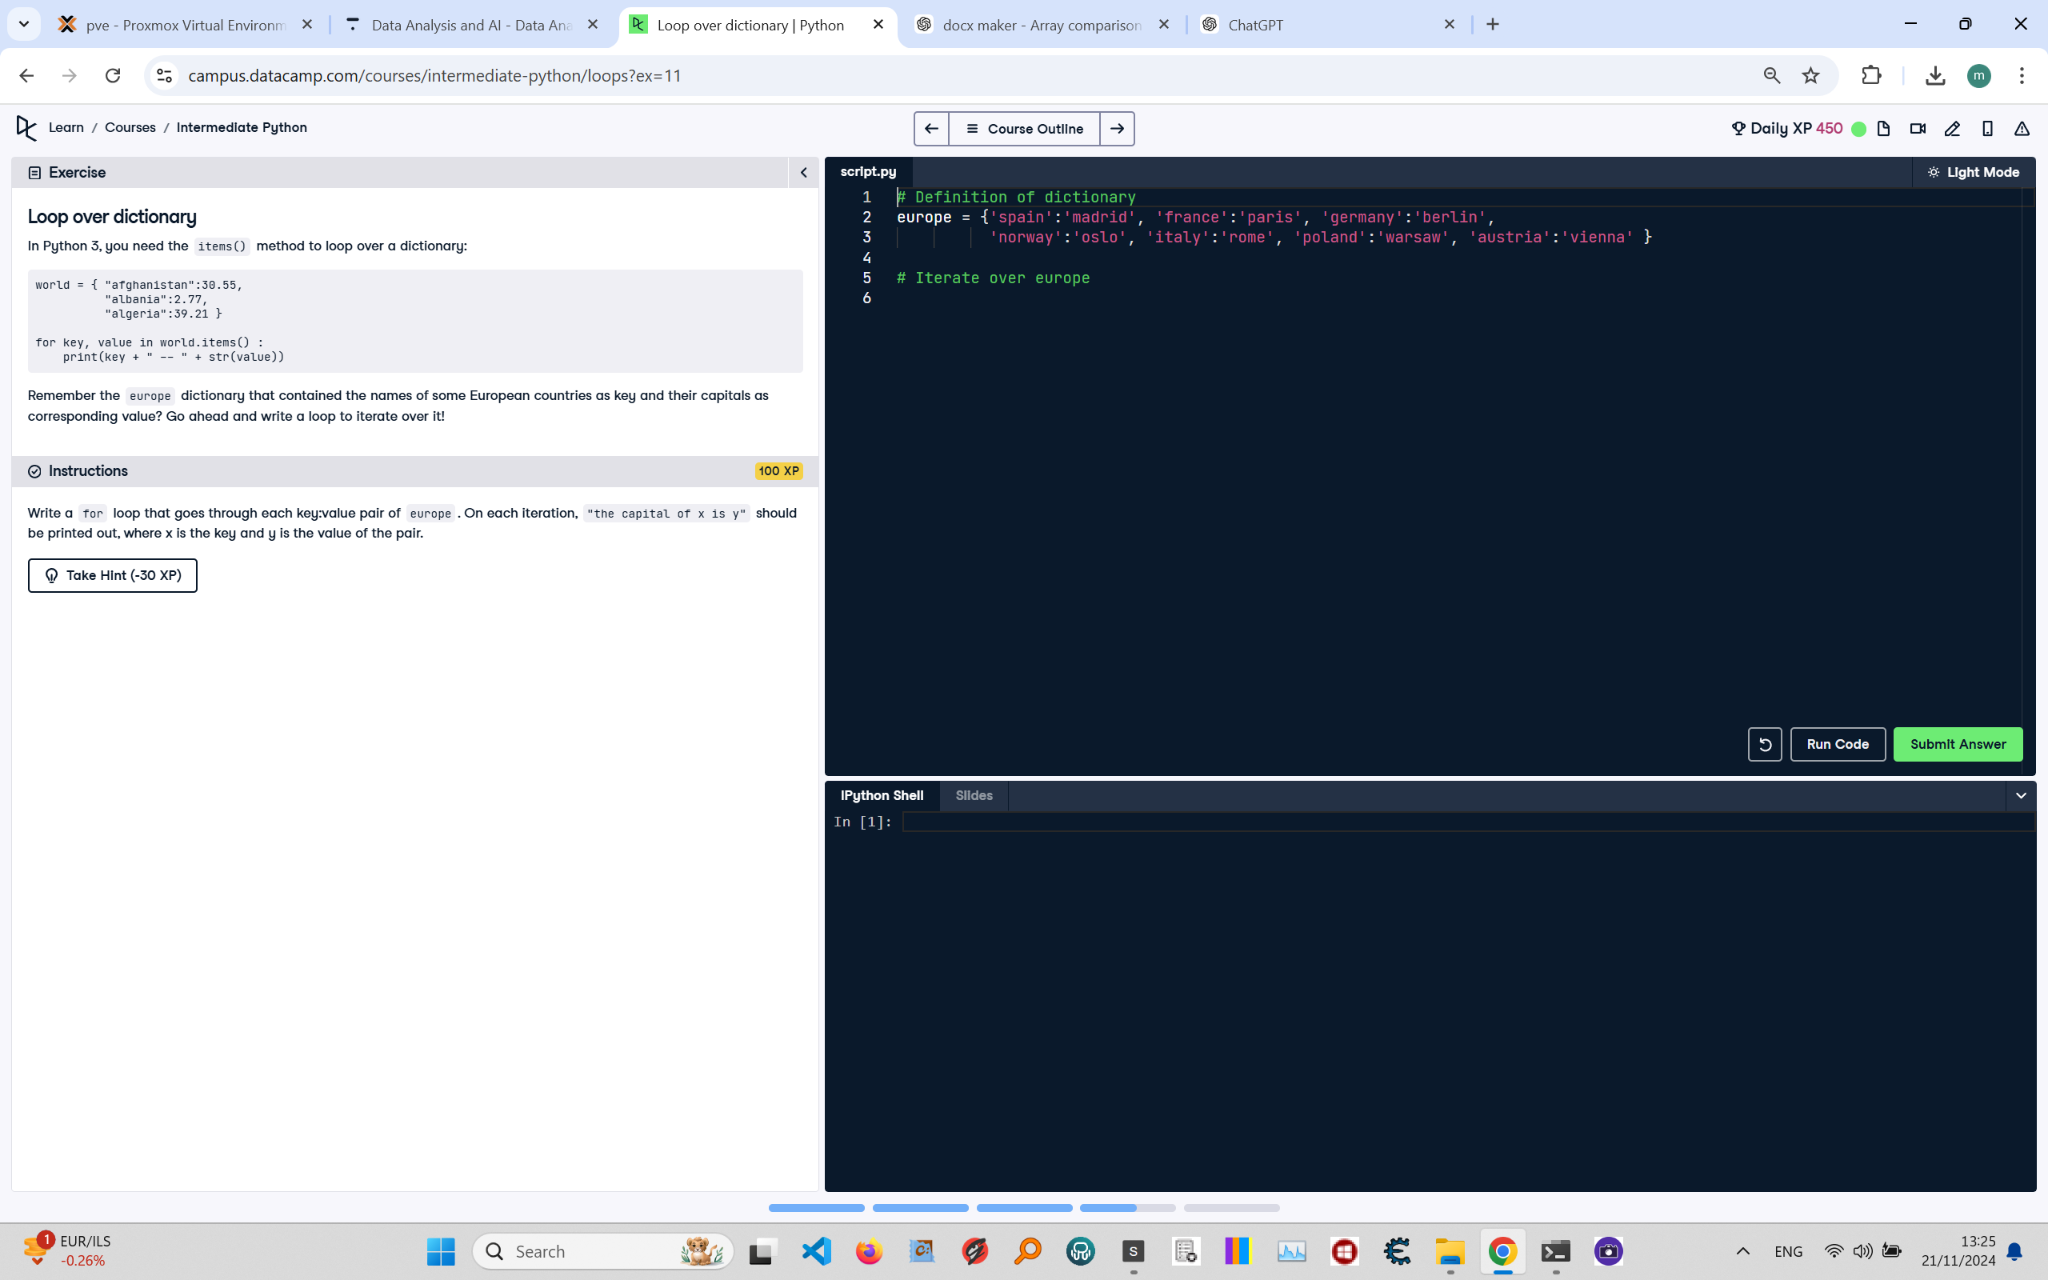 pve - Proxmox Virtual Environm
Data Analysis and AI - Data Ana
Loop over dictionary | Python
docx maker - Array comparison
ChatGPT
campus.datacamp.com/courses/intermediate-python/loops?ex=11
m
Learn / Courses / Intermediate Python
Course Outline
Daily XP 450
Exercise
Loop over dictionary
In Python 3, you need the items() method to loop over a dictionary:
world = { "afghanistan":30.55,
"albania":2.77,
"algeria":39.21 }
for key, value in world.items() :
print(key + " -- " + str(value))
Remember the europe dictionary that contained the names of some European countries as key and their capitals as
corresponding value? Go ahead and write a loop to iterate over it!
Instructions
100 XP
Write a for loop that goes through each key:value pair of europe . On each iteration, "the capital of x is y" should
be printed out, where x is the key and y is the value of the pair.
Take Hint (-30 XP)
script.py
Light Mode
1 # Definition of dictionary
2 europe = {'spain':'madrid', 'france':'paris', 'germany':'berlin',
3 'norway':'oslo', 'italy':'rome', 'poland':'warsaw', 'austria':'vienna' }
4
5 # Iterate over europe
6
Run Code
Submit Answer
IPython Shell
Slides
In [1]:
1
EUR/ILS
-0.26%
Search
S
ENG
13:25
21/11/2024